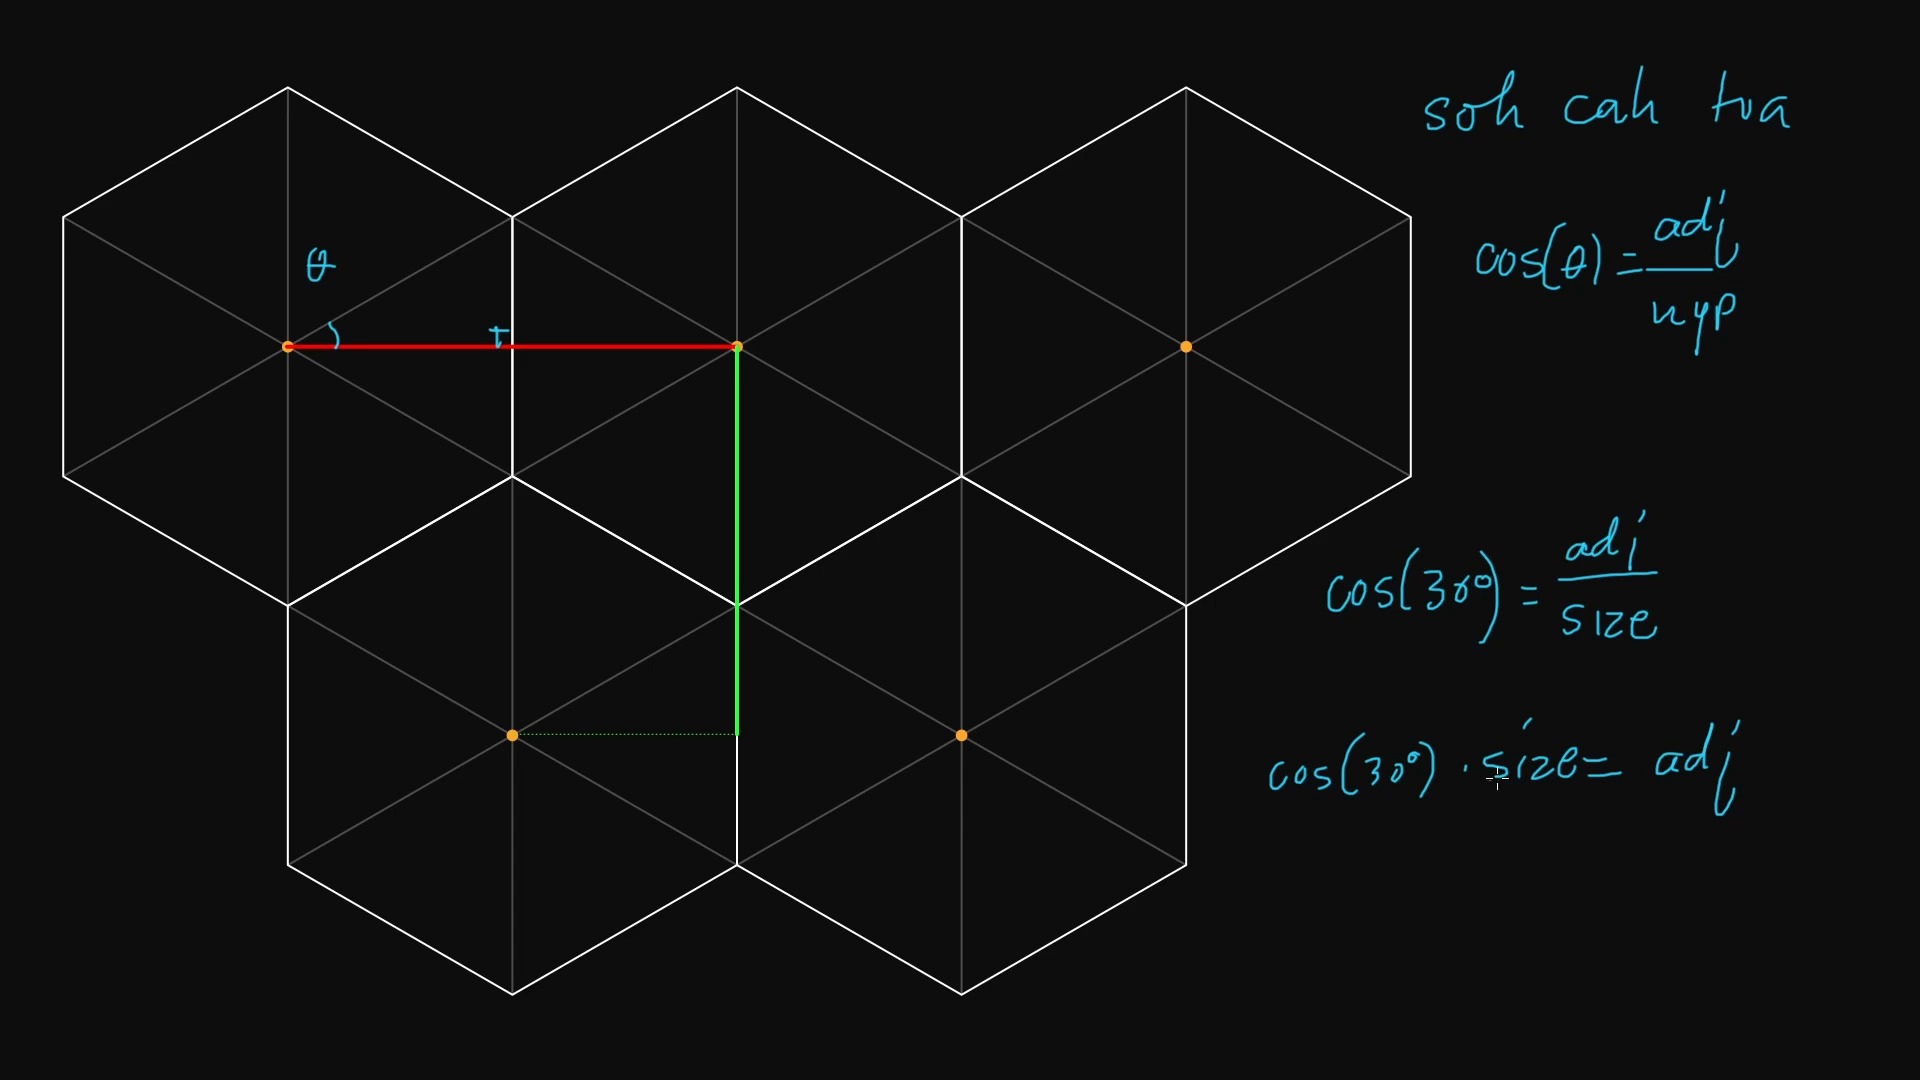 soh cah toa
θ
cos(θ) = adj / hyp
cos(30°) = adj / size
cos(30°) · size = adj